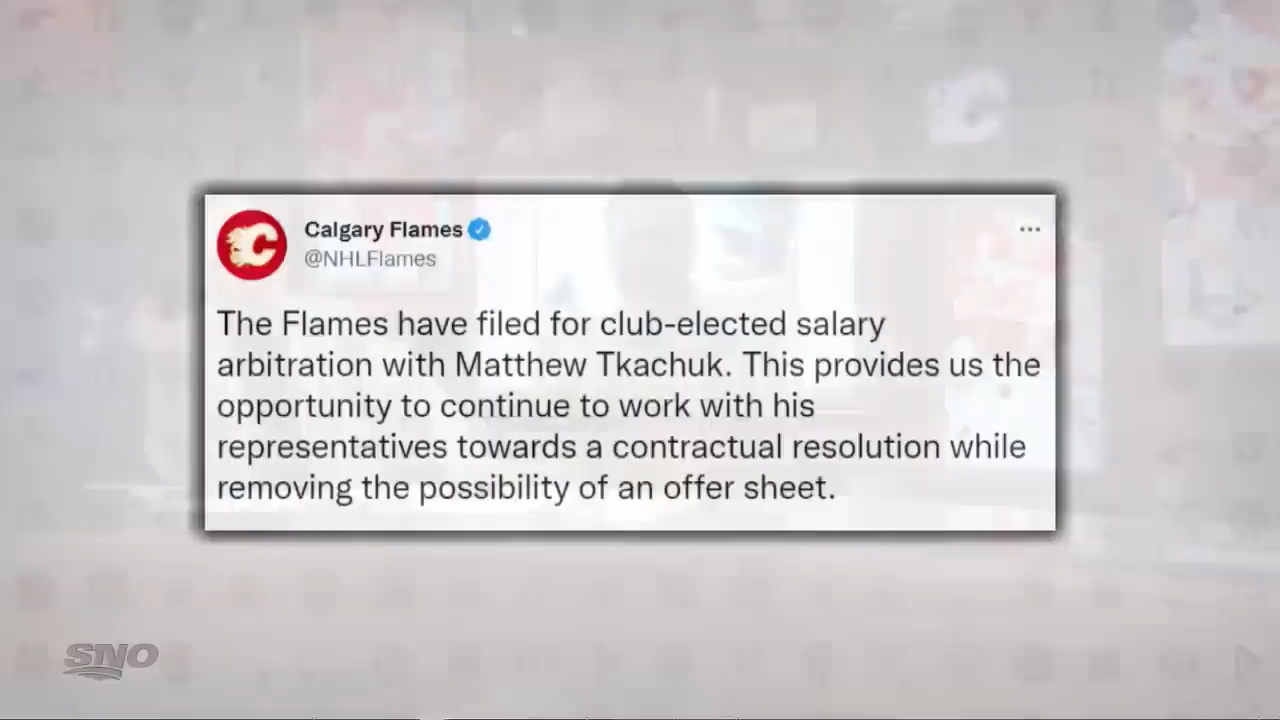 Calgary Flames
@NHLFlames
The Flames have filed for club-elected salary
arbitration with Matthew Tkachuk. This provides us the
opportunity to continue to work with his
representatives towards a contractual resolution while
removing the possibility of an offer sheet.
SNO